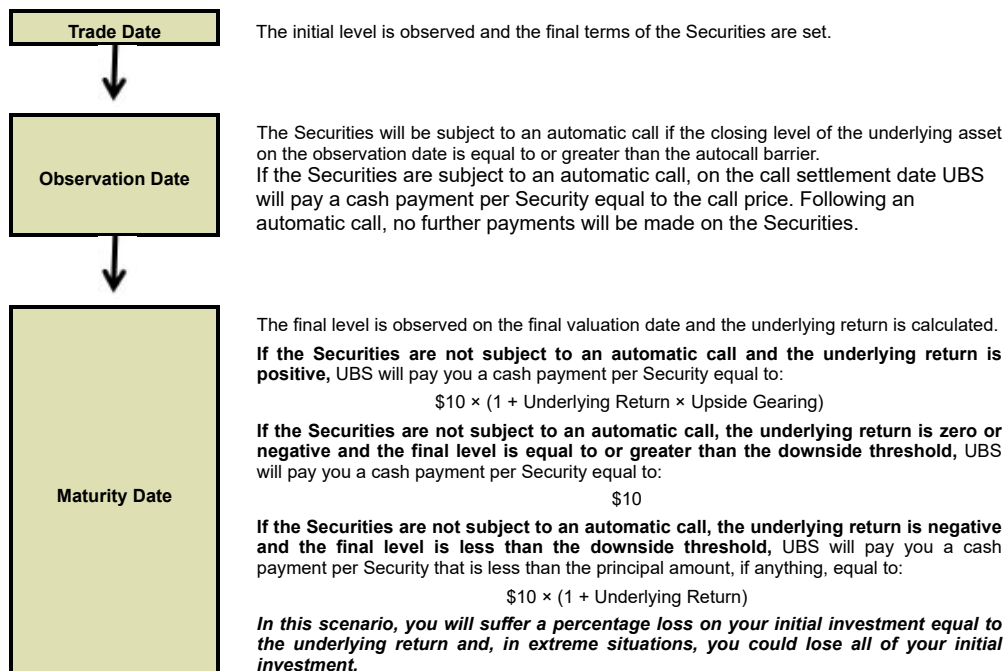 Trade Date
The initial level is observed and the final terms of the Securities are set.
Observation Date
The Securities will be subject to an automatic call if the closing level of the underlying asset
on the observation date is equal to or greater than the autocall barrier.
If the Securities are subject to an automatic call, on the call settlement date UBS
will pay a cash payment per Security equal to the call price. Following an
automatic call, no further payments will be made on the Securities.
Maturity Date
The final level is observed on the final valuation date and the underlying return is calculated.
If the Securities are not subject to an automatic call and the underlying return is
positive, UBS will pay you a cash payment per Security equal to:
$10 × (1 + Underlying Return × Upside Gearing)
If the Securities are not subject to an automatic call, the underlying return is zero or
negative and the final level is equal to or greater than the downside threshold, UBS
will pay you a cash payment per Security equal to:
$10
If the Securities are not subject to an automatic call, the underlying return is negative
and the final level is less than the downside threshold, UBS will pay you a cash
payment per Security that is less than the principal amount, if anything, equal to:
$10 × (1 + Underlying Return)
In this scenario, you will suffer a percentage loss on your initial investment equal to
the underlying return and, in extreme situations, you could lose all of your initial
investment.